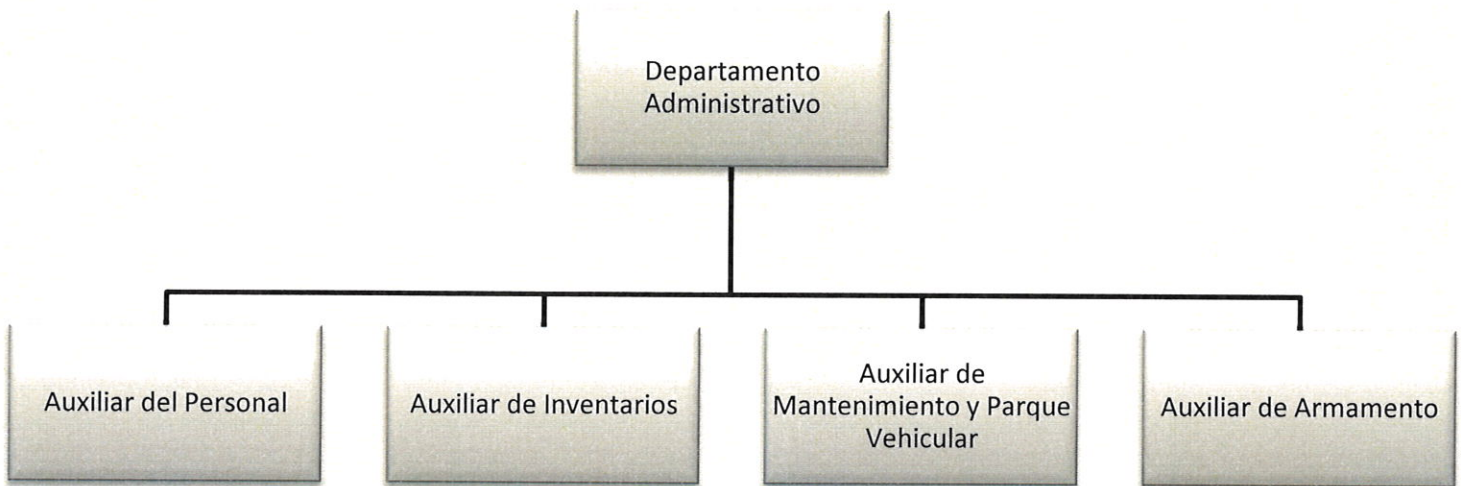 Departamento
Administrativo
Auxiliar del Personal
Auxiliar de Inventarios
Auxiliar de
Mantenimiento y Parque
Vehicular
Auxiliar de Armamento